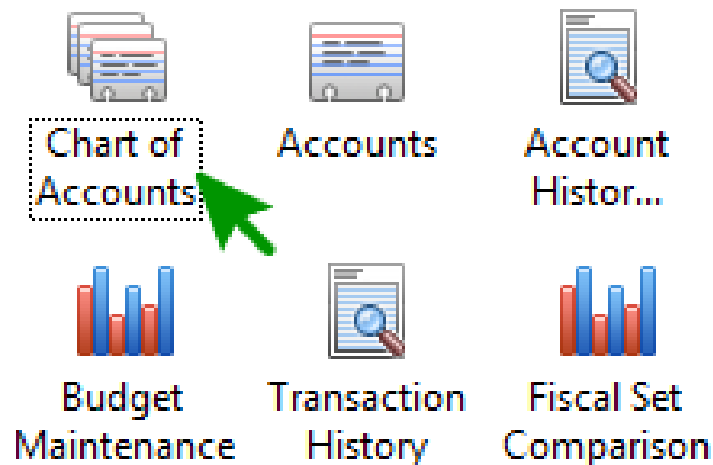 Chart of
Accounts
Accounts
Account
Histor...
Budget
Maintenance
Transaction
History
Fiscal Set
Comparison